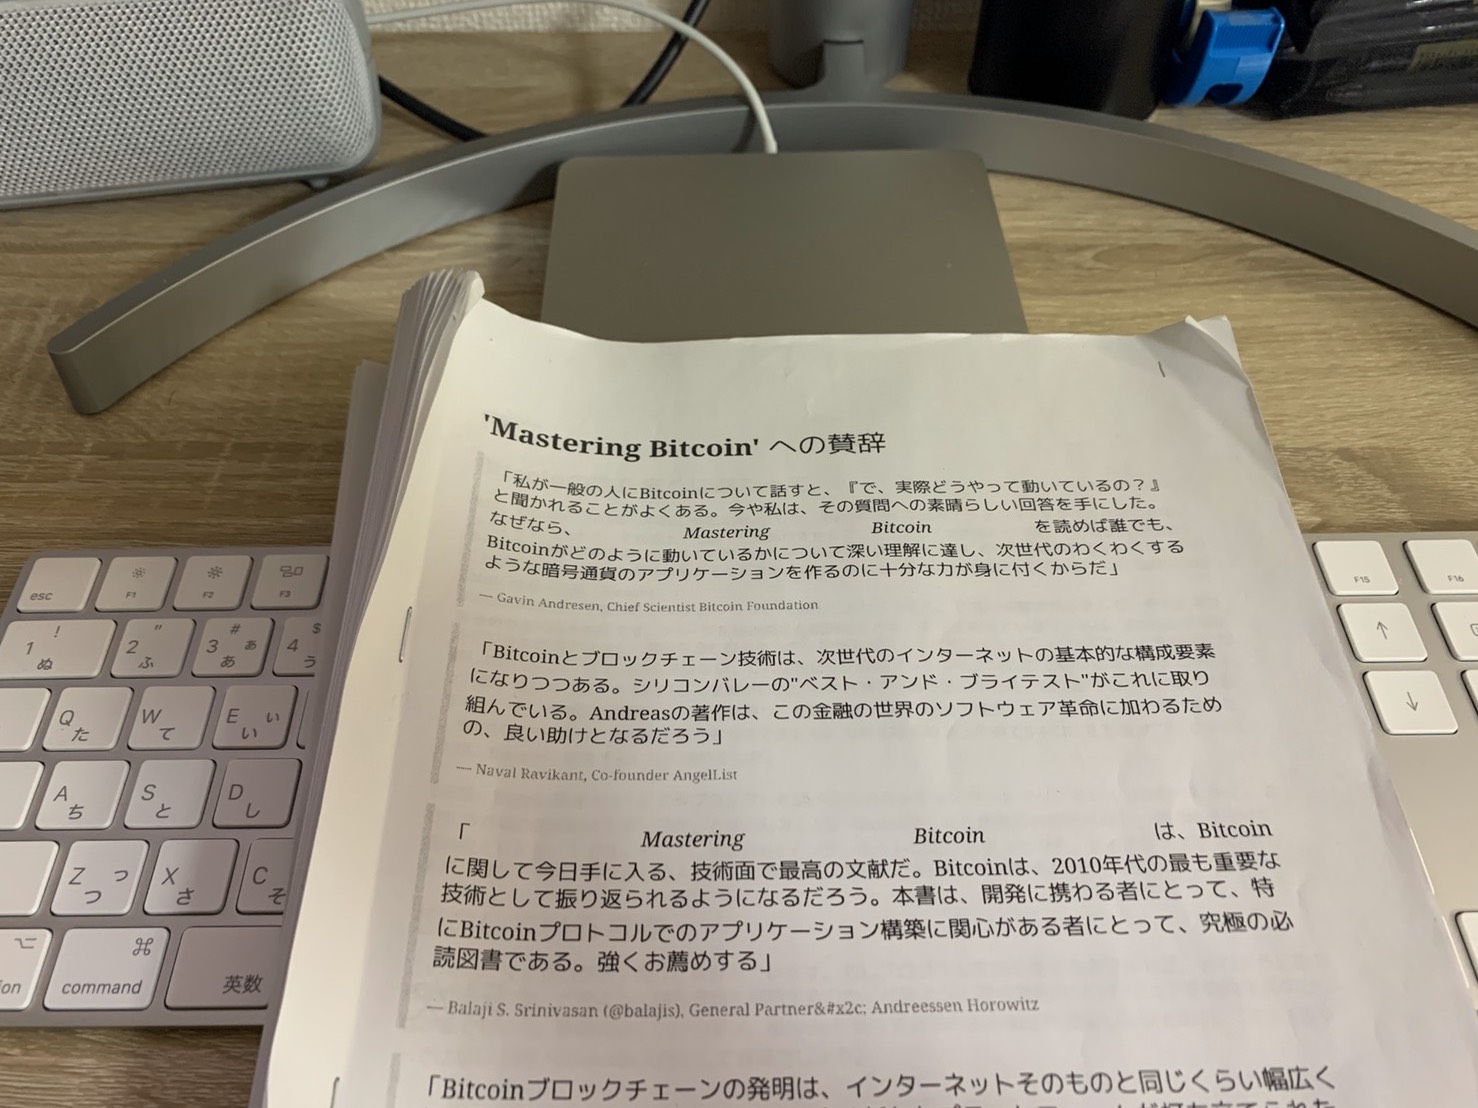 'Mastering Bitcoin' への賛辞
「私が一般の人にBitcoinについて話すと、『で、実際どうやって動いているの？』
と聞かれることがよくある。今や私は、その質問への素晴らしい回答を手にした。
なぜなら、 Mastering Bitcoin を読めば誰でも、
Bitcoinがどのように動いているかについて深い理解に達し、次世代のわくわくする
ような暗号通貨のアプリケーションを作るのに十分な力が身に付くからだ」
— Gavin Andresen, Chief Scientist Bitcoin Foundation
「Bitcoinとブロックチェーン技術は、次世代のインターネットの基本的な構成要素
になりつつある。シリコンバレーの"ベスト・アンド・ブライテスト"がこれに取り
組んでいる。Andreasの著作は、この金融の世界のソフトウェア革命に加わるため
の、良い助けとなるだろう」
— Naval Ravikant, Co-founder AngelList
「 Mastering Bitcoin は、Bitcoin
に関して今日手に入る、技術面で最高の文献だ。Bitcoinは、2010年代の最も重要な
技術として振り返られるようになるだろう。本書は、開発に携わる者にとって、特
にBitcoinプロトコルでのアプリケーション構築に関心がある者にとって、究極の必
読図書である。強くお薦めする」
— Balaji S. Srinivasan (@balajis), General Partner&#x2c; Andreessen Horowitz
「Bitcoinブロックチェーンの発明は、インターネットそのものと同じくらい幅広く
esc F1 F2 F3
! 1 ぬ " 2 ふ # 3 ぁ あ $ 4 う
Q た W て E ぃ い
A ち S と D し
Z っ つ X さ C そ
⌥ on ⌘ command 英数
F15 F16
↑
↓